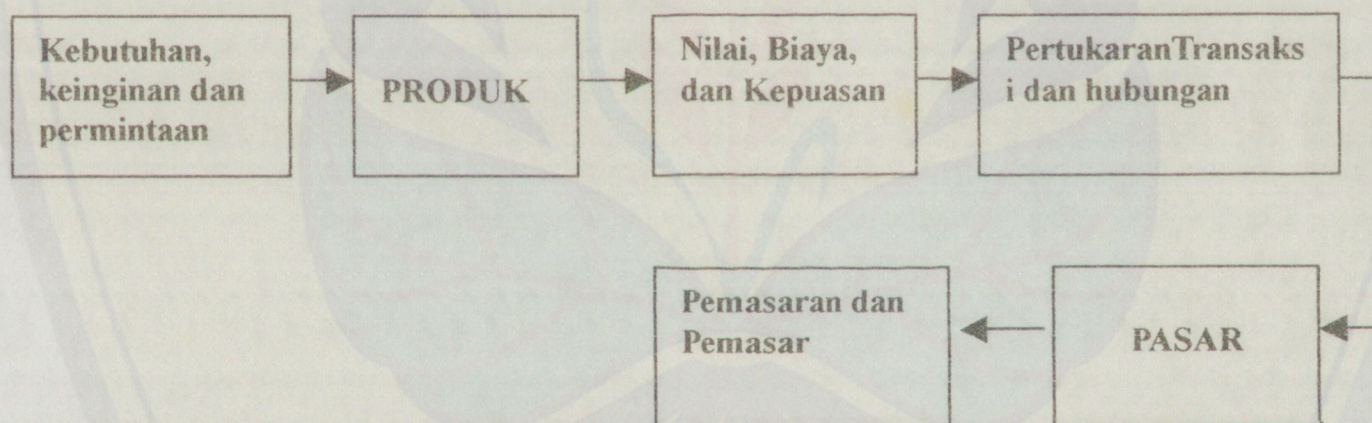 Kebutuhan,
keinginan dan
permintaan
PRODUK
Nilai, Biaya,
dan Kepuasan
PertukaranTransaks
i dan hubungan
Pemasaran dan
Pemasar
PASAR